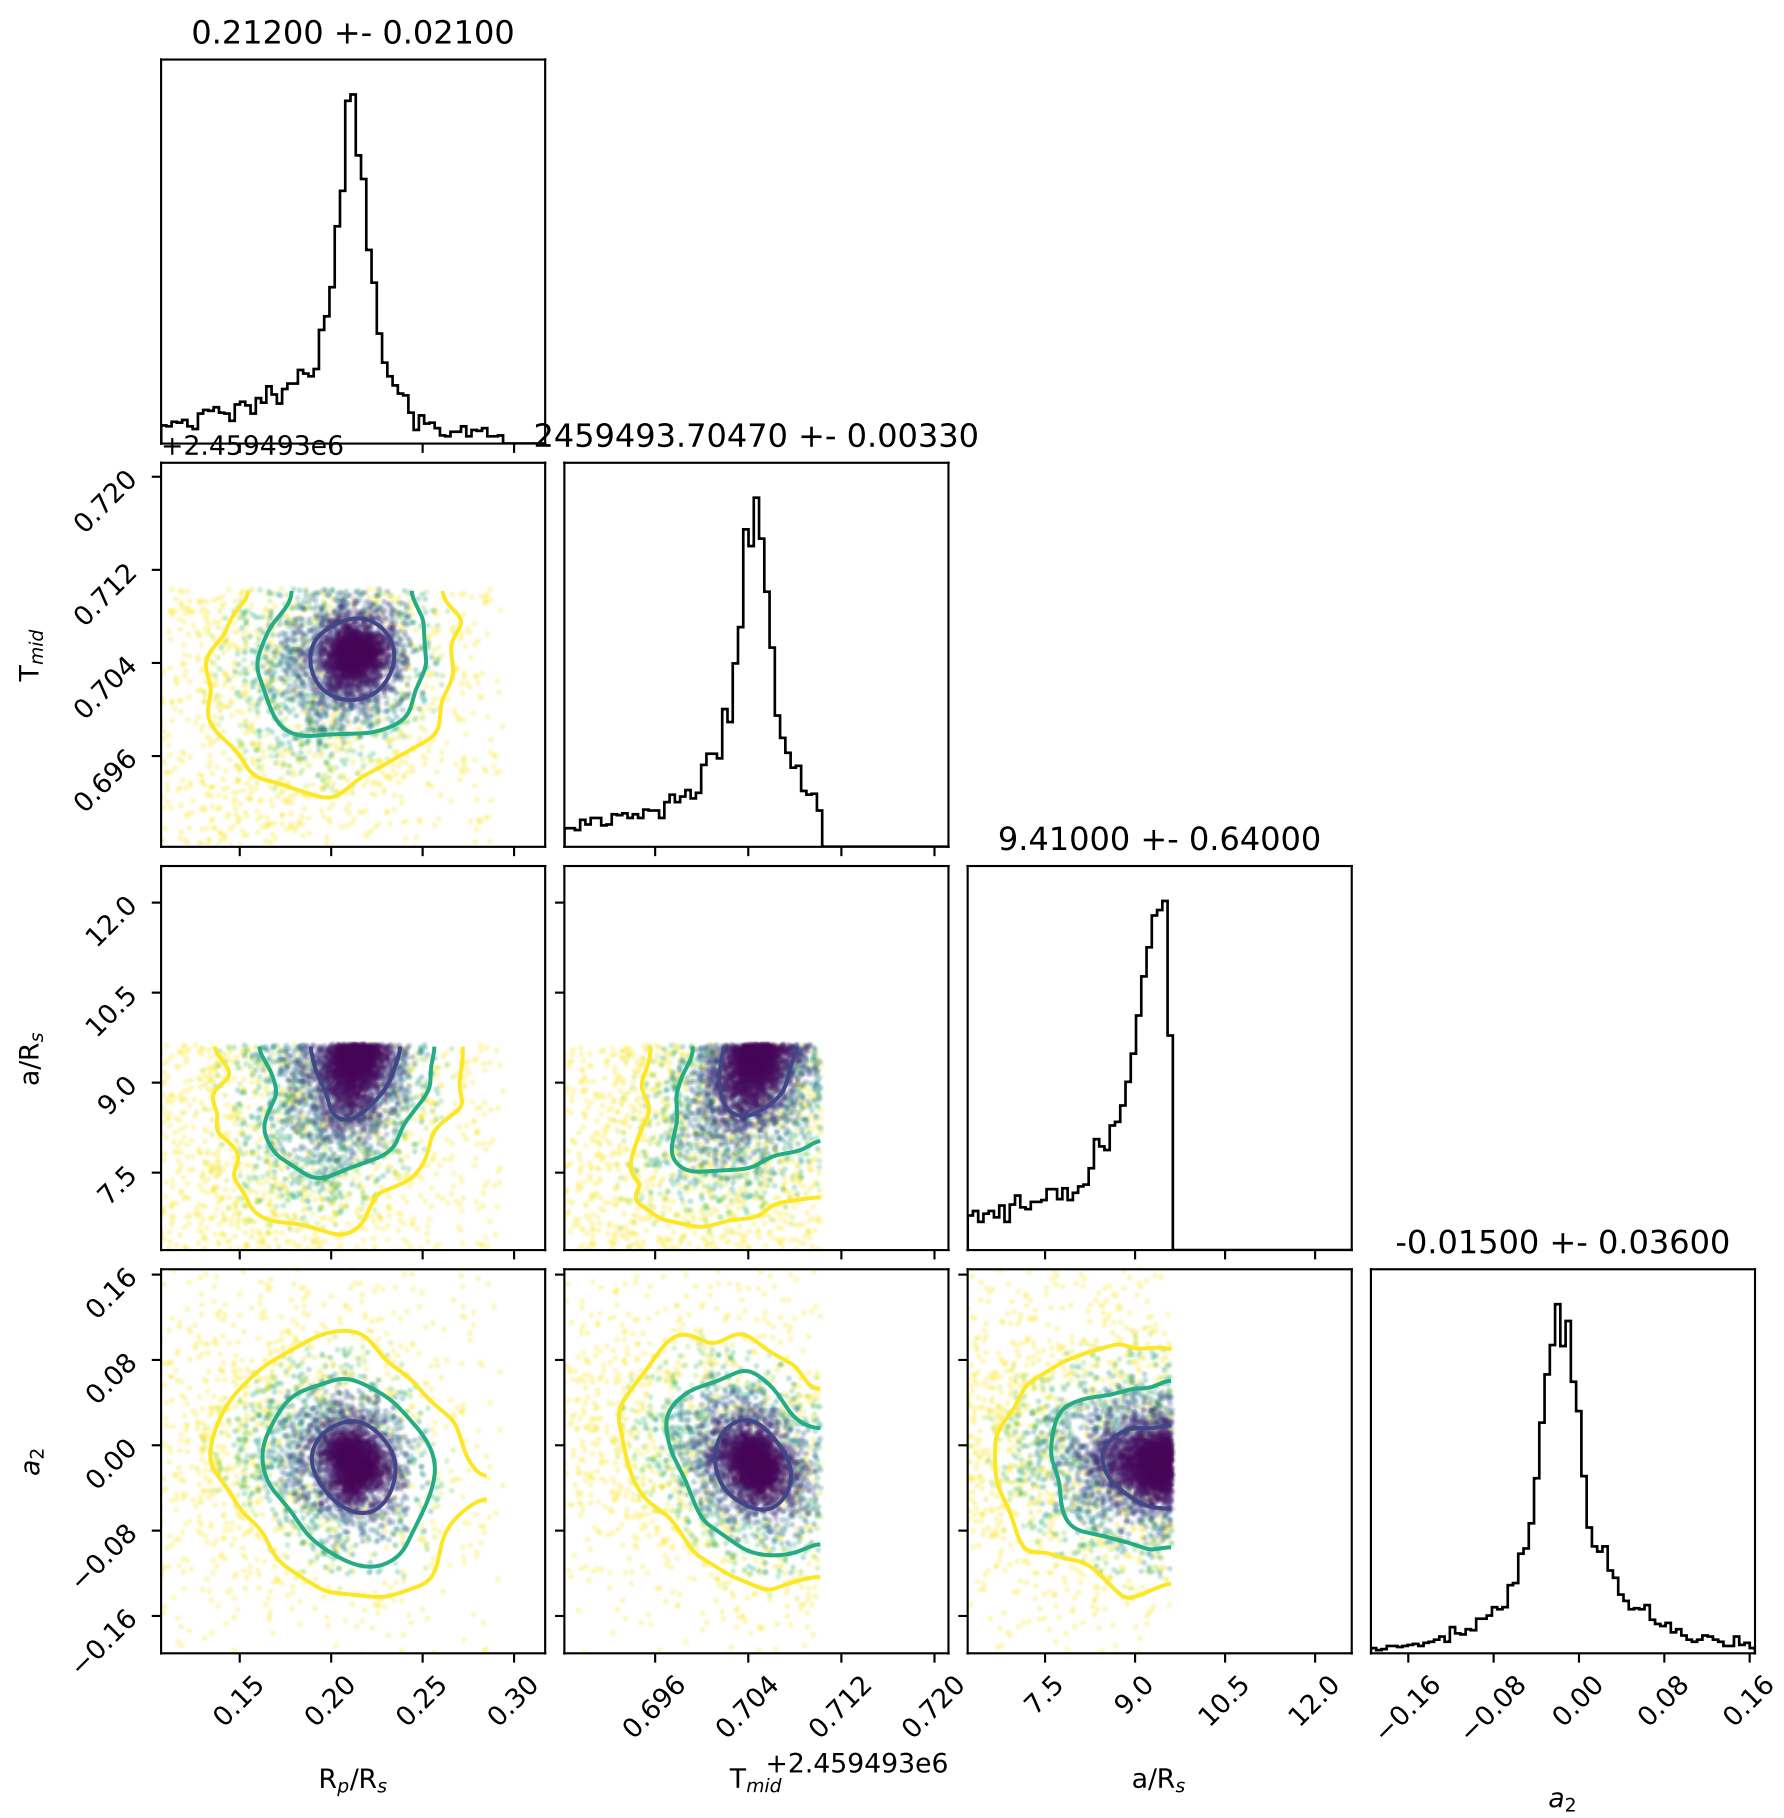 0.21200 +- 0.02100
+2.459493e6
2459493.70470 +- 0.00330
0.720
0.712
0.704
0.696
T_mid
9.41000 +- 0.64000
12.0
10.5
9.0
7.5
a/R_s
-0.01500 +- 0.03600
0.16
0.08
0.00
−0.08
−0.16
a_2
0.15 0.20 0.25 0.30
0.696 0.704 0.712 0.720
7.5 9.0 10.5 12.0
−0.16 −0.08 0.00 0.08 0.16
+2.459493e6
R_p/R_s
T_mid
a/R_s
a_2